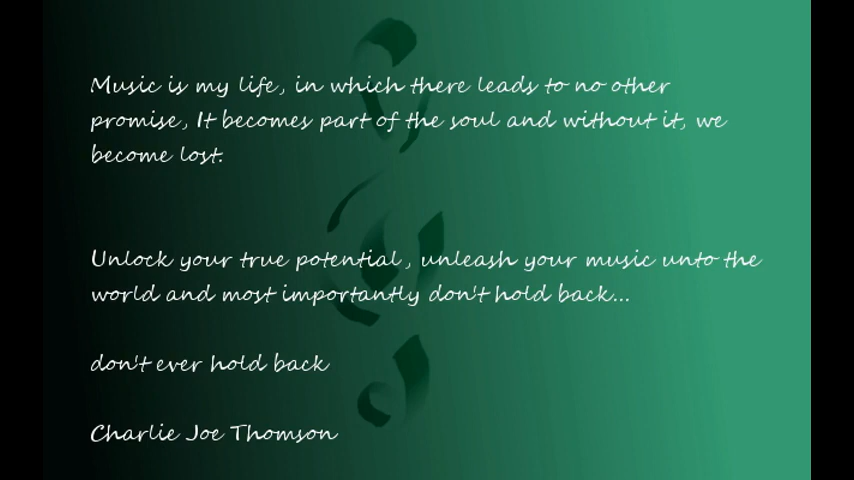 Music is my life, in which there leads to no other
promise, It becomes part of the soul and without it, we
become lost.
Unlock your true potential, unleash your music unto the
world and most importantly don't hold back...
don't ever hold back
Charlie Joe Thomson